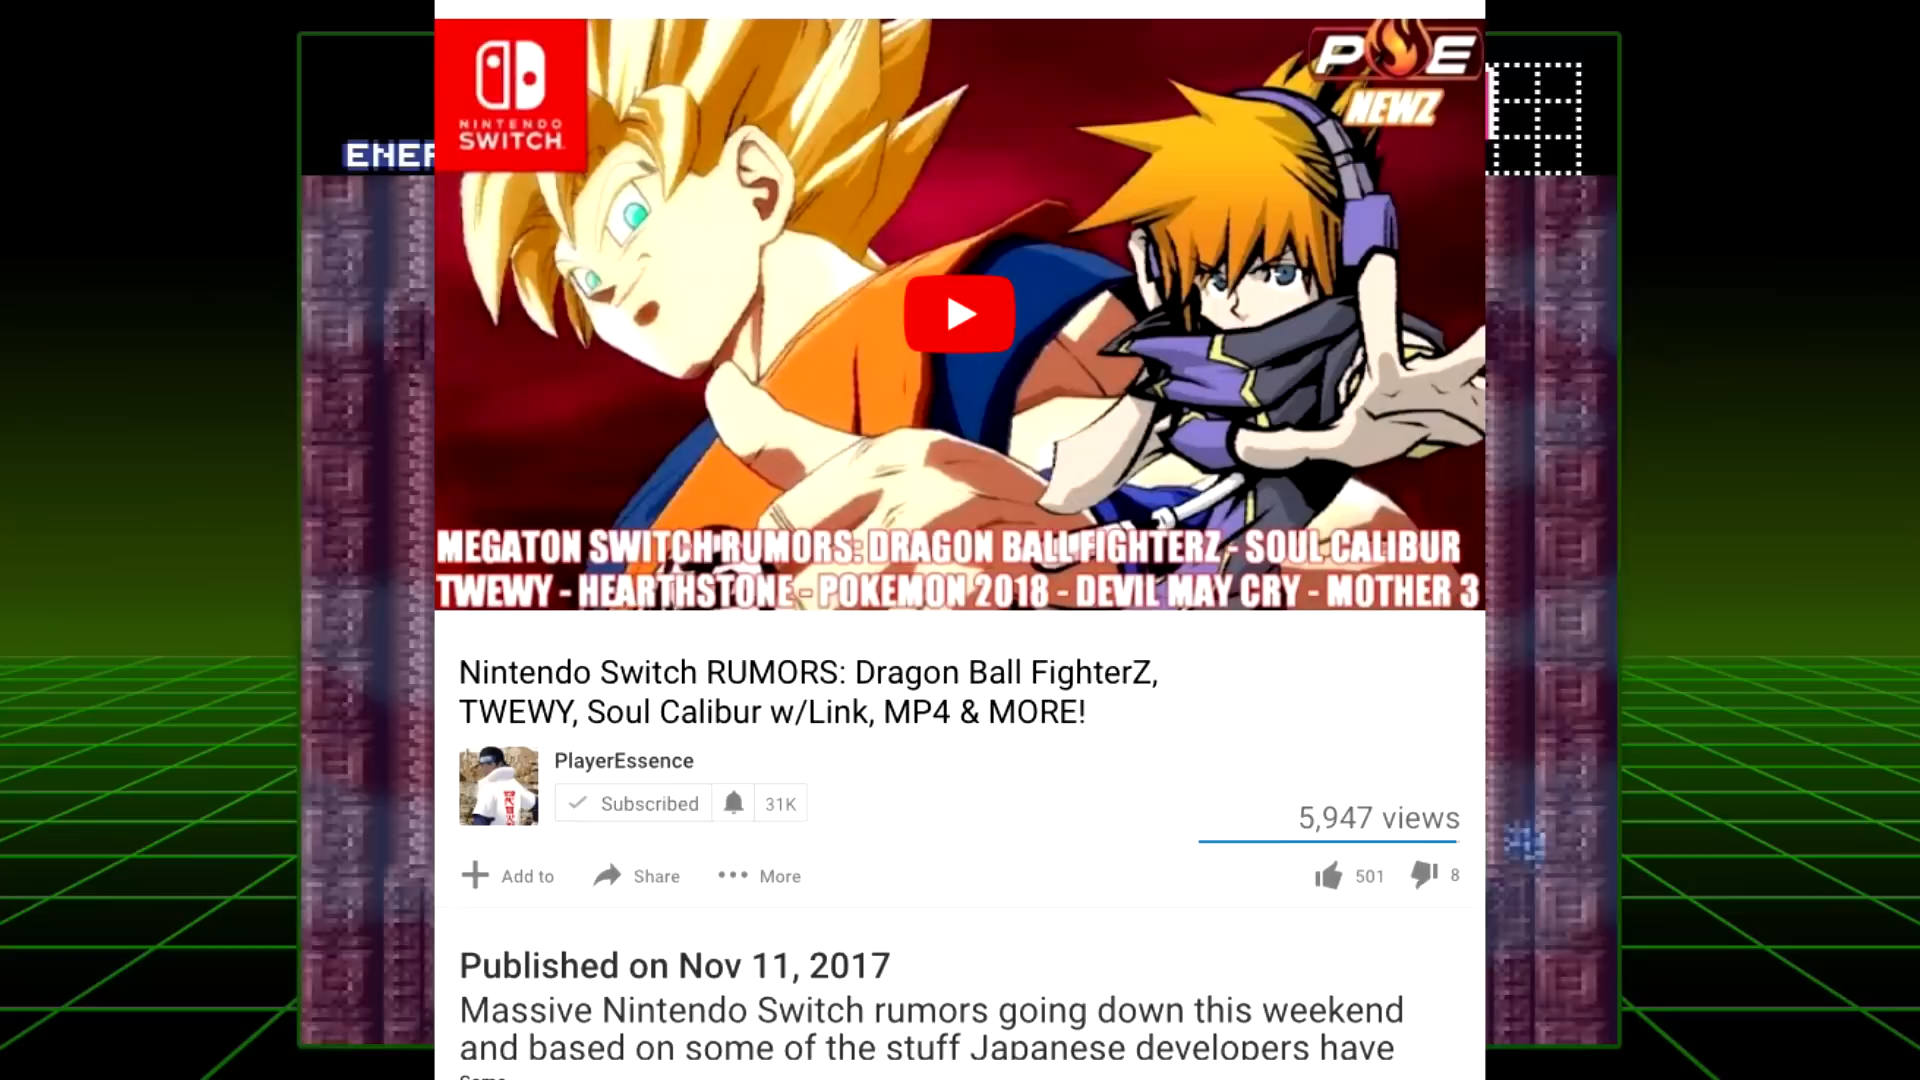 ENER
NINTENDO
SWITCH
P E
NEWZ
MEGATON SWITCH RUMORS: DRAGON BALL FIGHTERZ - SOUL CALIBUR
TWEWY - HEARTHSTONE - POKEMON 2018 - DEVIL MAY CRY - MOTHER 3
Nintendo Switch RUMORS: Dragon Ball FighterZ,
TWEWY, Soul Calibur w/Link, MP4 & MORE!
PlayerEssence
Subscribed 31K
5,947 views
Add to Share More 501 8
Published on Nov 11, 2017
Massive Nintendo Switch rumors going down this weekend
and based on some of the stuff Japanese developers have